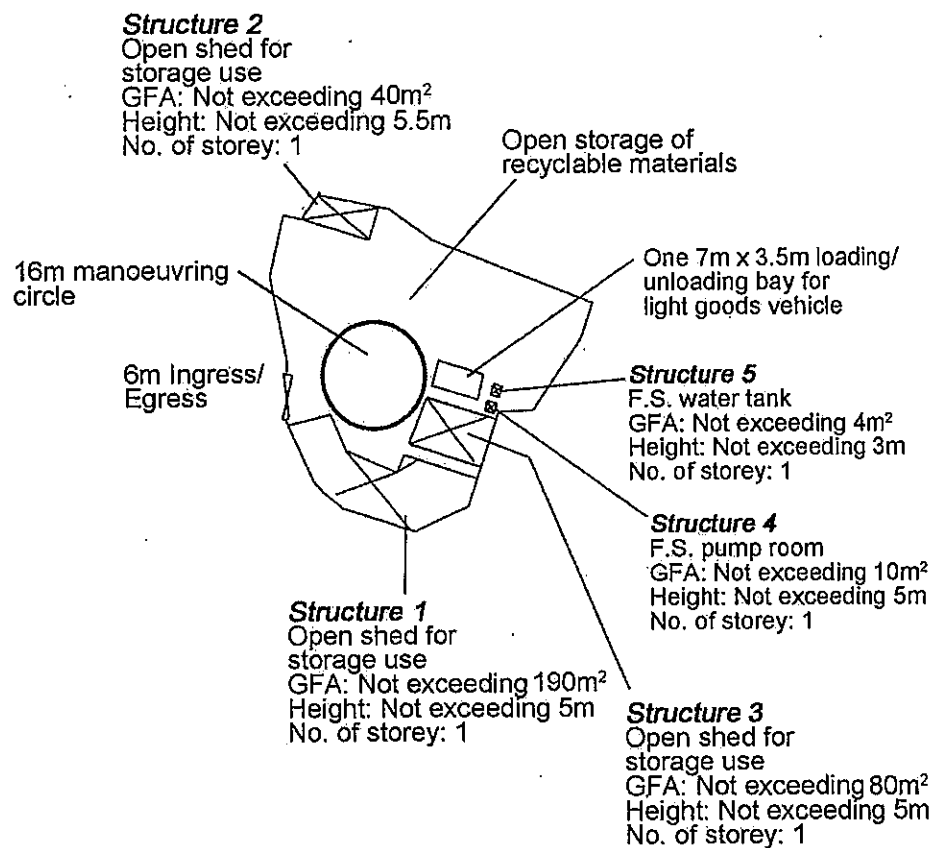 Structure 2
Open shed for
storage use
GFA: Not exceeding 40m²
Height: Not exceeding 5.5m
No. of storey: 1
Open storage of
recyclable materials
16m manoeuvring
circle
One 7m x 3.5m loading/
unloading bay for
light goods vehicle
6m Ingress/
Egress
Structure 5
F.S. water tank
GFA: Not exceeding 4m²
Height: Not exceeding 3m
No. of storey: 1
Structure 4
F.S. pump room
GFA: Not exceeding 10m²
Height: Not exceeding 5m
No. of storey: 1
Structure 1
Open shed for
storage use
GFA: Not exceeding 190m²
Height: Not exceeding 5m
No. of storey: 1
Structure 3
Open shed for
storage use
GFA: Not exceeding 80m²
Height: Not exceeding 5m
No. of storey: 1